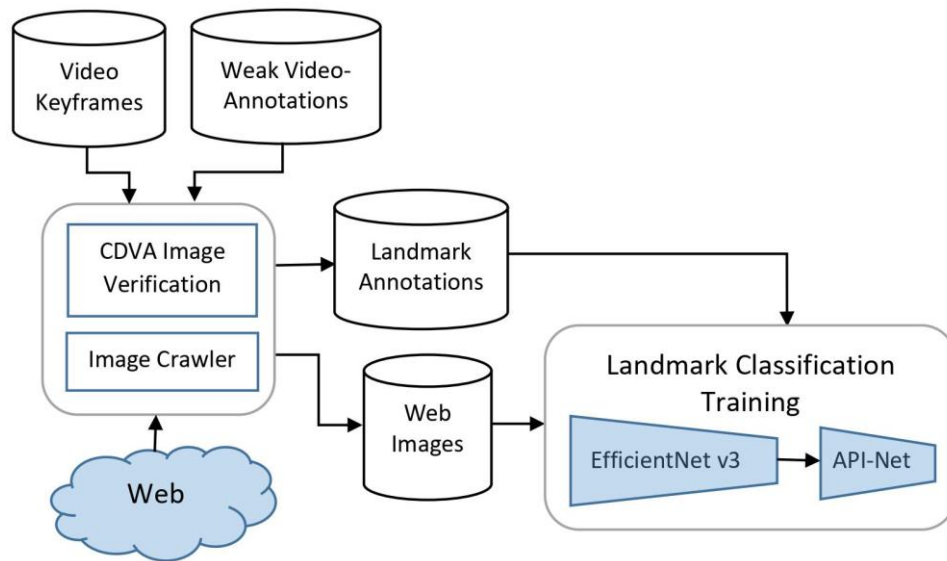 Video
Keyframes
Weak Video-
Annotations
CDVA Image
Verification
Image Crawler
Landmark
Annotations
Web
Images
Web
Landmark Classification
Training
EfficientNet v3
API-Net